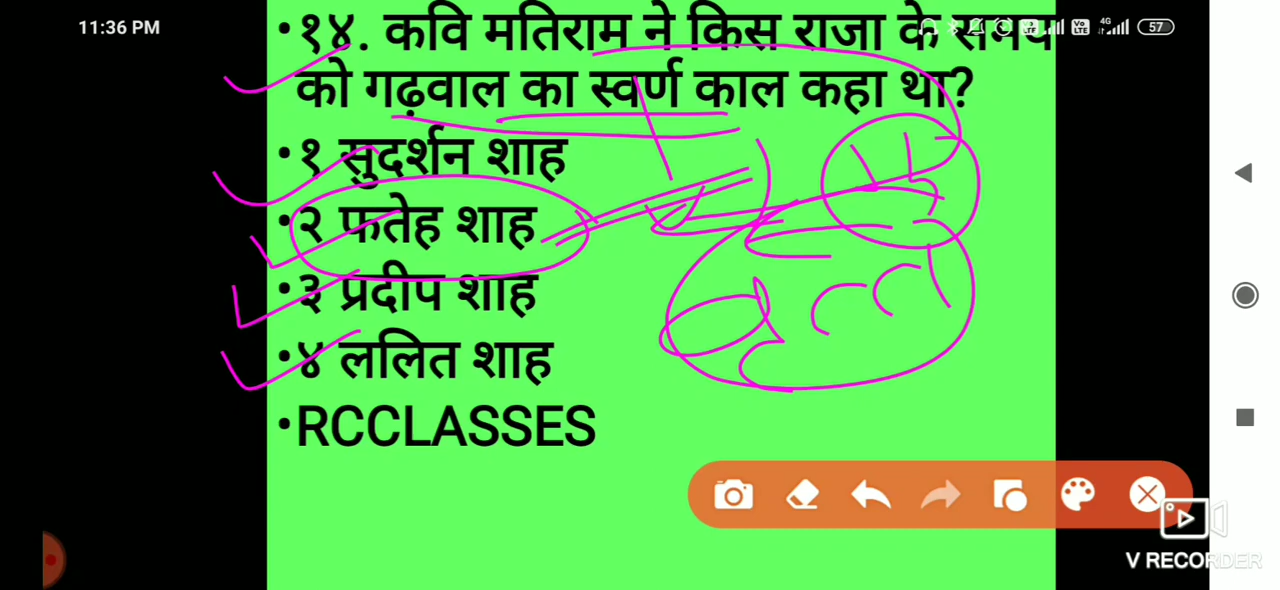 11:36 PM
4G
57
•१४. कवि मतिराम ने किस राजा के समय
को गढ़वाल का स्वर्ण काल कहा था?
•१ सुदर्शन शाह
•२ फतेह शाह
•३ प्रदीप शाह
•४ ललित शाह
•RCCLASSES
V RECORDER